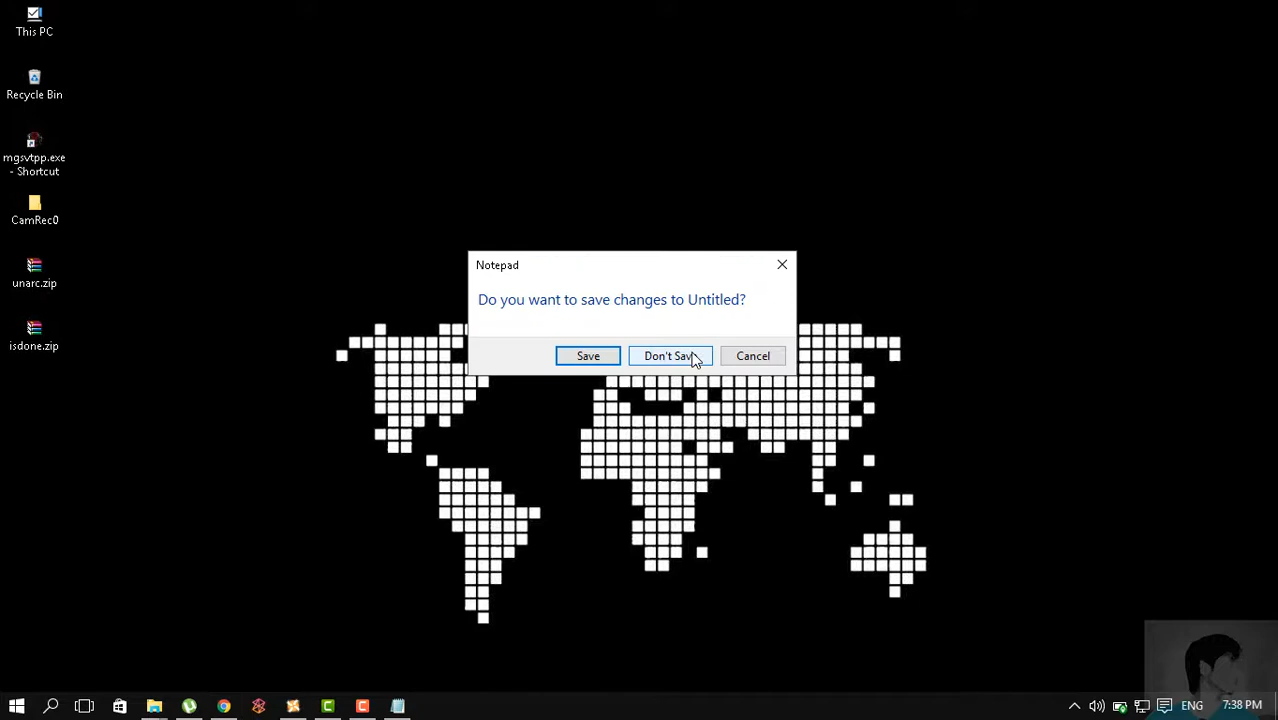 This PC
Recycle Bin
mgsvtpp.exe
- Shortcut
CamRec0
unarc.zip
isdone.zip
Notepad
Do you want to save changes to Untitled?
Save
Don't Save
Cancel
ENG
7:38 PM